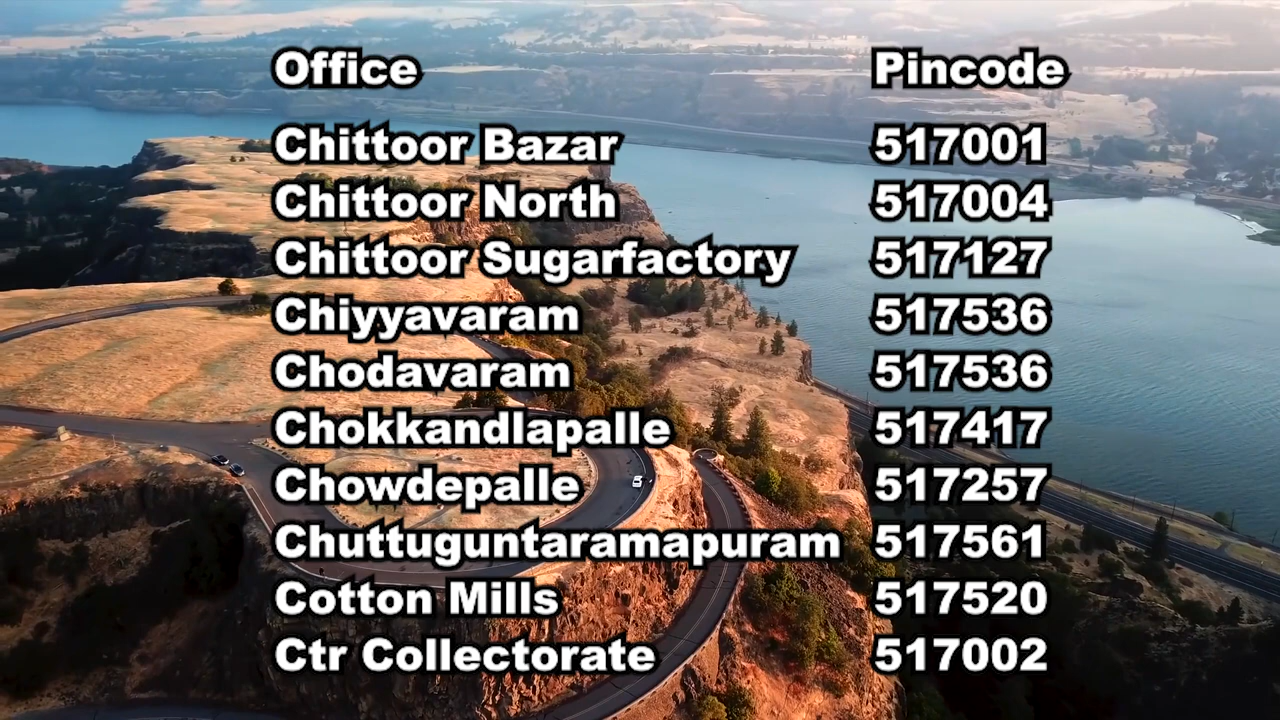 Office Pincode
Chittoor Bazar 517001
Chittoor North 517004
Chittoor Sugarfactory 517127
Chiyyavaram 517536
Chodavaram 517536
Chokkandlapalle 517417
Chowdepalle 517257
Chuttuguntaramapuram 517561
Cotton Mills 517520
Ctr Collectorate 517002